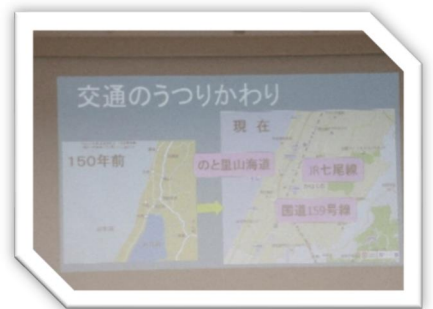 交通のうつりかわり
現在
150年前
のと里山海道
JR七尾線
国道159号線